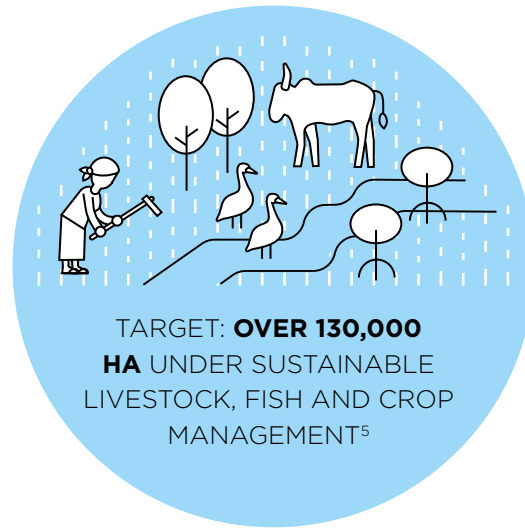 TARGET: OVER 130,000
HA UNDER SUSTAINABLE
LIVESTOCK, FISH AND CROP
MANAGEMENT⁵